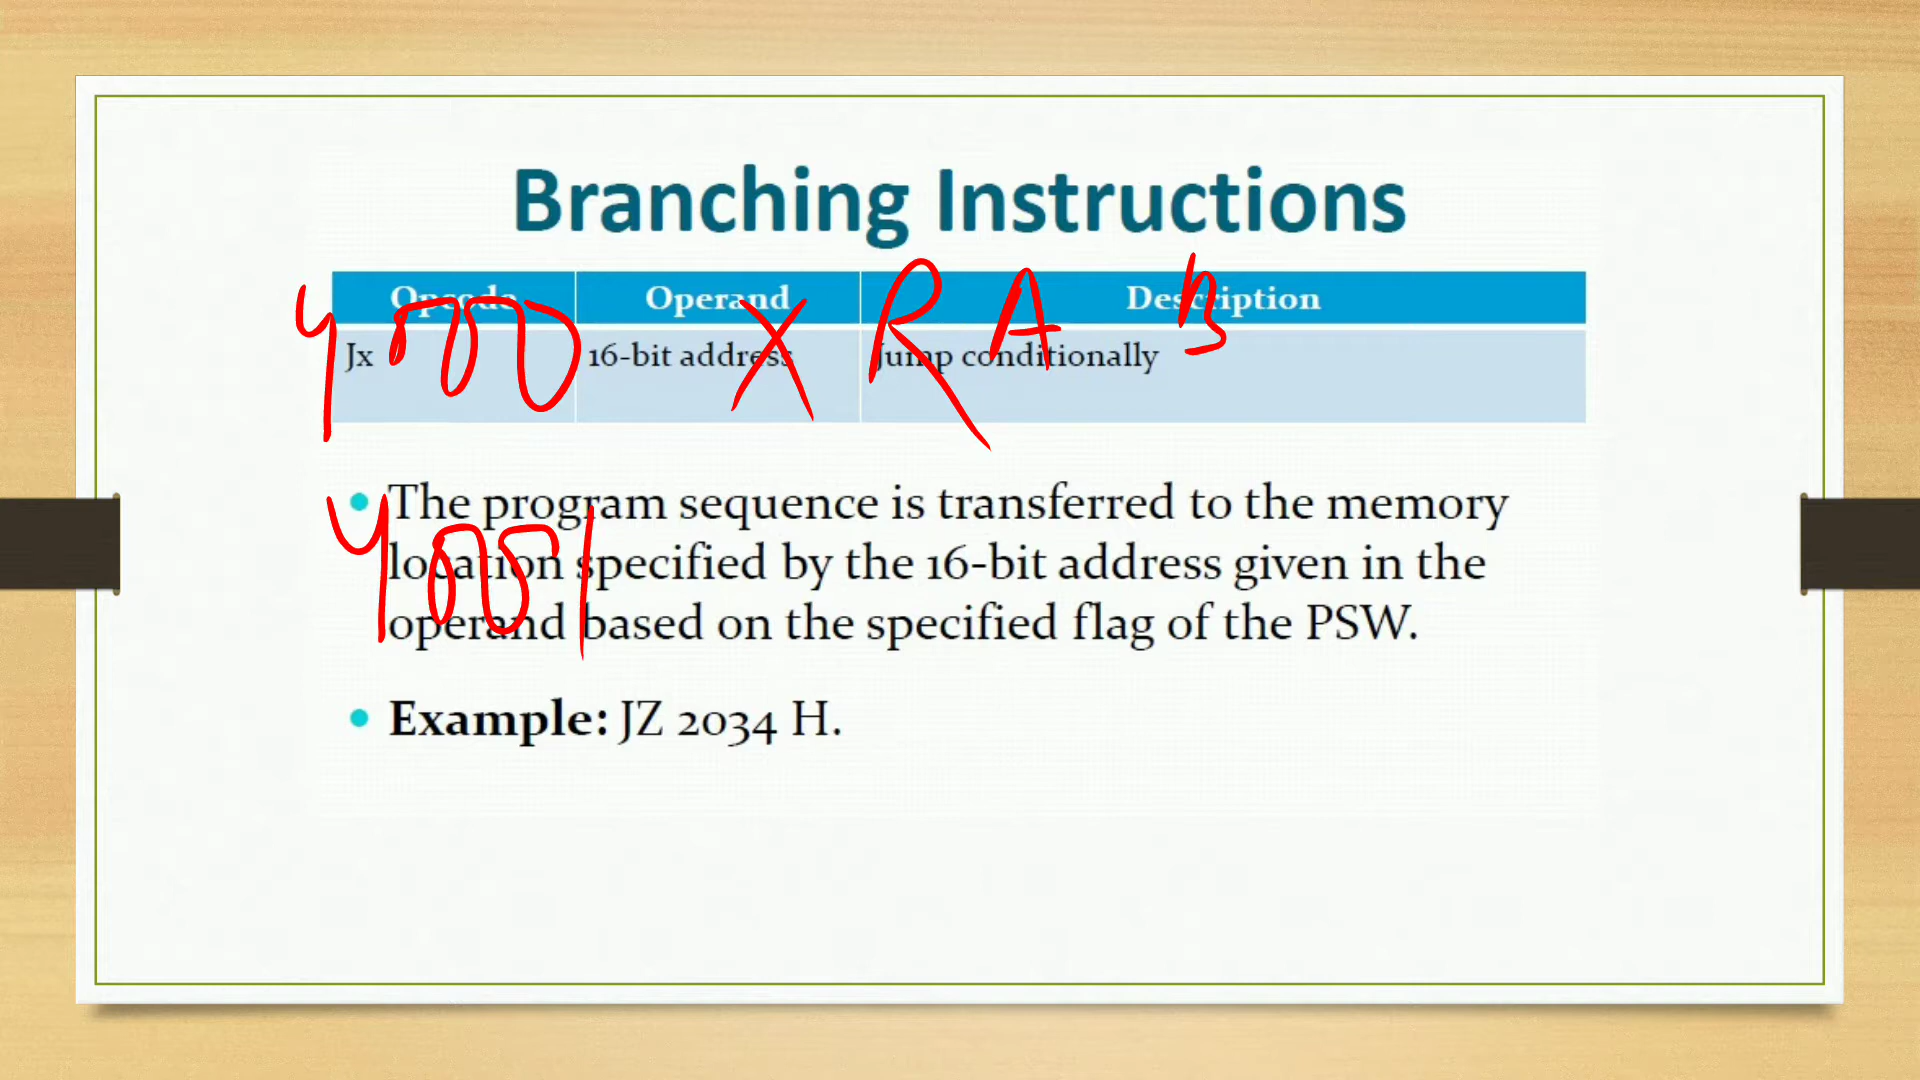 Branching Instructions
Opcode Operand Description
4000 XRA B
Jx 16-bit address Jump conditionally
• The program sequence is transferred to the memory
4001
location specified by the 16-bit address given in the
operand based on the specified flag of the PSW.
• Example: JZ 2034 H.